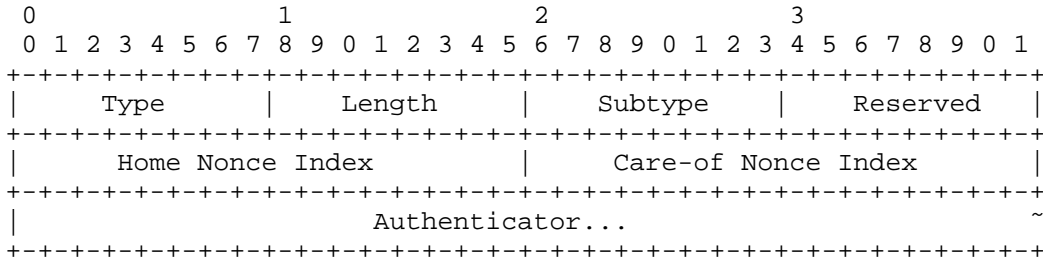 0                   1                   2                   3
 0 1 2 3 4 5 6 7 8 9 0 1 2 3 4 5 6 7 8 9 0 1 2 3 4 5 6 7 8 9 0 1
+-+-+-+-+-+-+-+-+-+-+-+-+-+-+-+-+-+-+-+-+-+-+-+-+-+-+-+-+-+-+-+-+
|     Type      |    Length     |    Subtype    |    Reserved   |
+-+-+-+-+-+-+-+-+-+-+-+-+-+-+-+-+-+-+-+-+-+-+-+-+-+-+-+-+-+-+-+-+
|      Home Nonce Index         |     Care-of Nonce Index       |
+-+-+-+-+-+-+-+-+-+-+-+-+-+-+-+-+-+-+-+-+-+-+-+-+-+-+-+-+-+-+-+-+
|                      Authenticator...                         ~
+-+-+-+-+-+-+-+-+-+-+-+-+-+-+-+-+-+-+-+-+-+-+-+-+-+-+-+-+-+-+-+-+